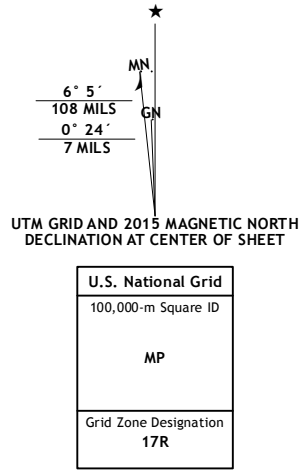 MN
6° 5´
108 MILS
GN
0° 24´
7 MILS
UTM GRID AND 2015 MAGNETIC NORTH
DECLINATION AT CENTER OF SHEET
U.S. National Grid
100,000-m Square ID
MP
Grid Zone Designation
17R